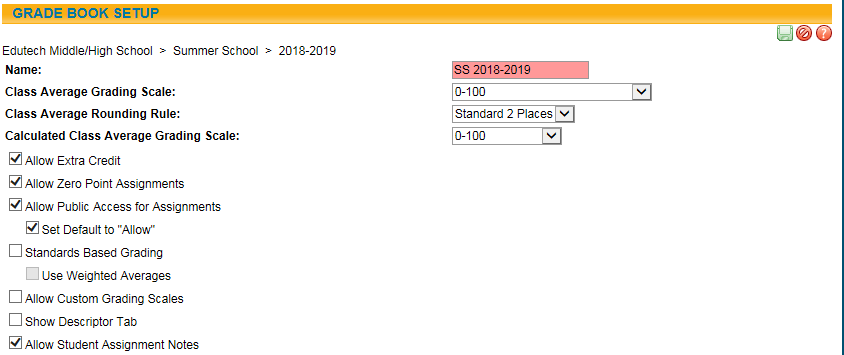 GRADE BOOK SETUP
Edutech Middle/High School > Summer School > 2018-2019
Name: SS 2018-2019
Class Average Grading Scale: 0-100
Class Average Rounding Rule: Standard 2 Places
Calculated Class Average Grading Scale: 0-100
Allow Extra Credit
Allow Zero Point Assignments
Allow Public Access for Assignments
Set Default to "Allow"
Standards Based Grading
Use Weighted Averages
Allow Custom Grading Scales
Show Descriptor Tab
Allow Student Assignment Notes